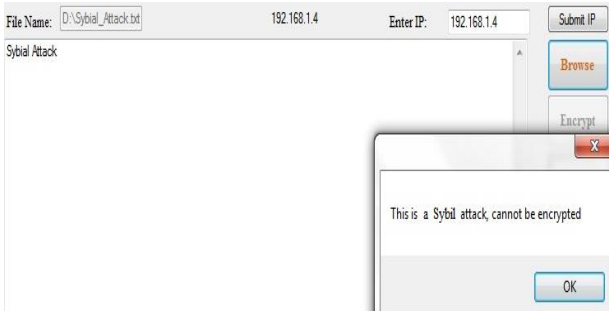 File Name: D:\Sybial_Attack.txt 192.168.1.4 Enter IP: 192.168.1.4 Submit IP
Sybial Attack
Browse
Encrypt
X
This is a Sybil attack, cannot be encrypted
OK